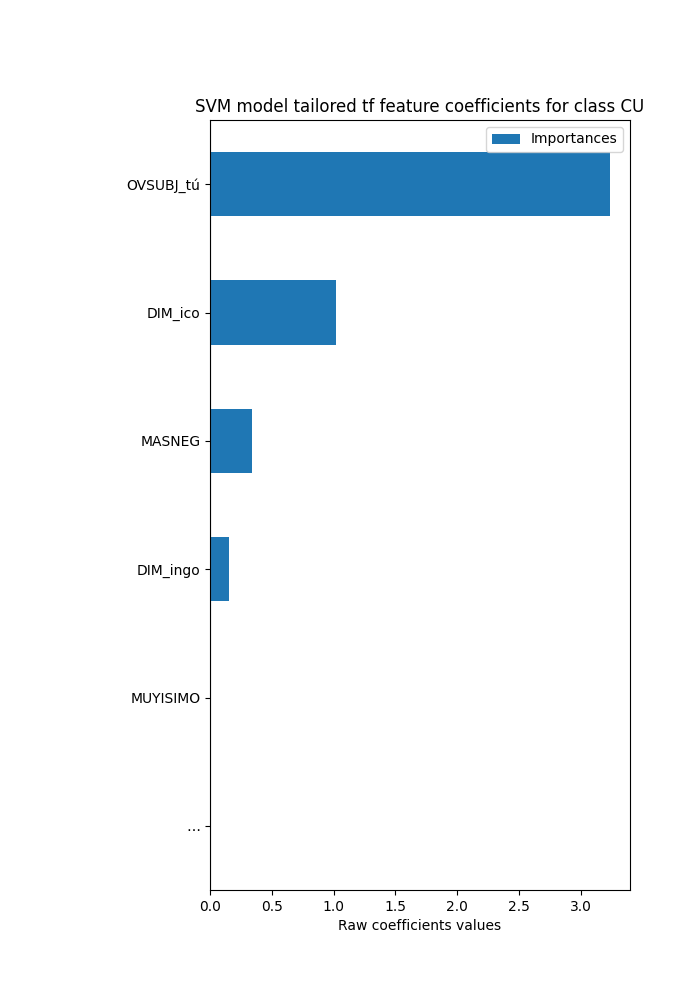 SVM model tailored tf feature coefficients for class CU
Importances
OVSUBJ_tú
DIM_ico
MASNEG
DIM_ingo
MUYISIMO
...
0.0 0.5 1.0 1.5 2.0 2.5 3.0
Raw coefficients values